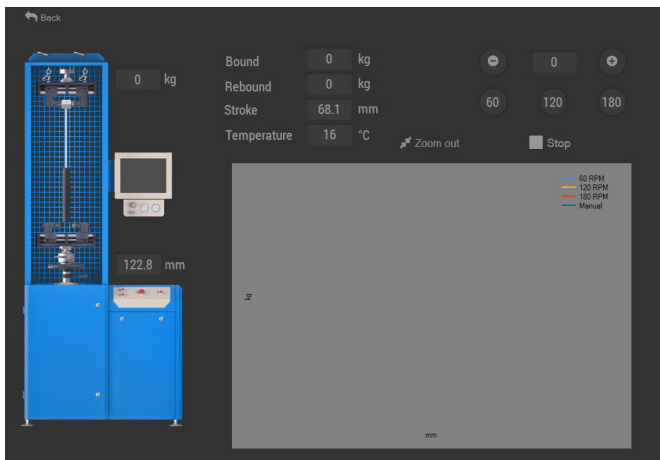 Back
0 kg
Bound 0 kg
Rebound 0 kg
Stroke 68.1 mm
Temperature 16 °C
0
60 120 180
Zoom out
Stop
60 RPM
120 RPM
180 RPM
Manual
122.8 mm
kg
mm